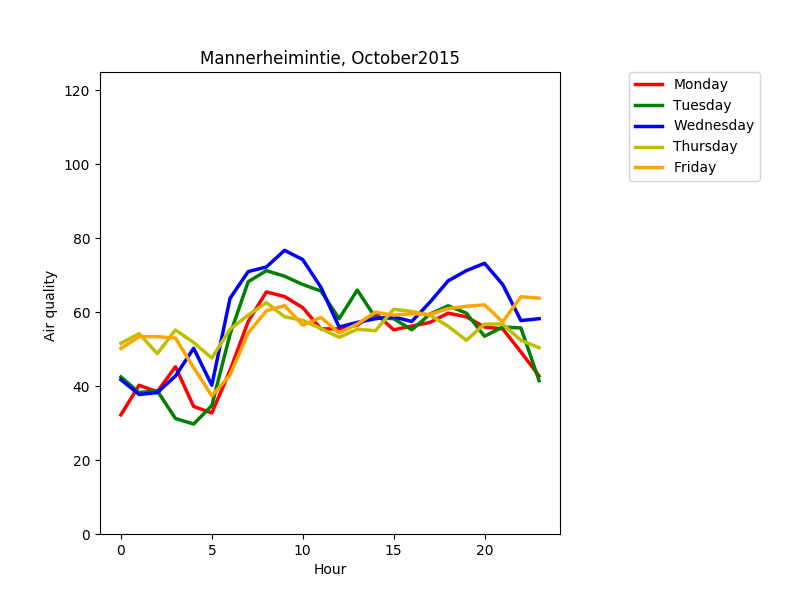 Mannerheimintie, October2015
Air quality
120
100
80
60
40
20
0
0 5 10 15 20
Hour
Monday
Tuesday
Wednesday
Thursday
Friday